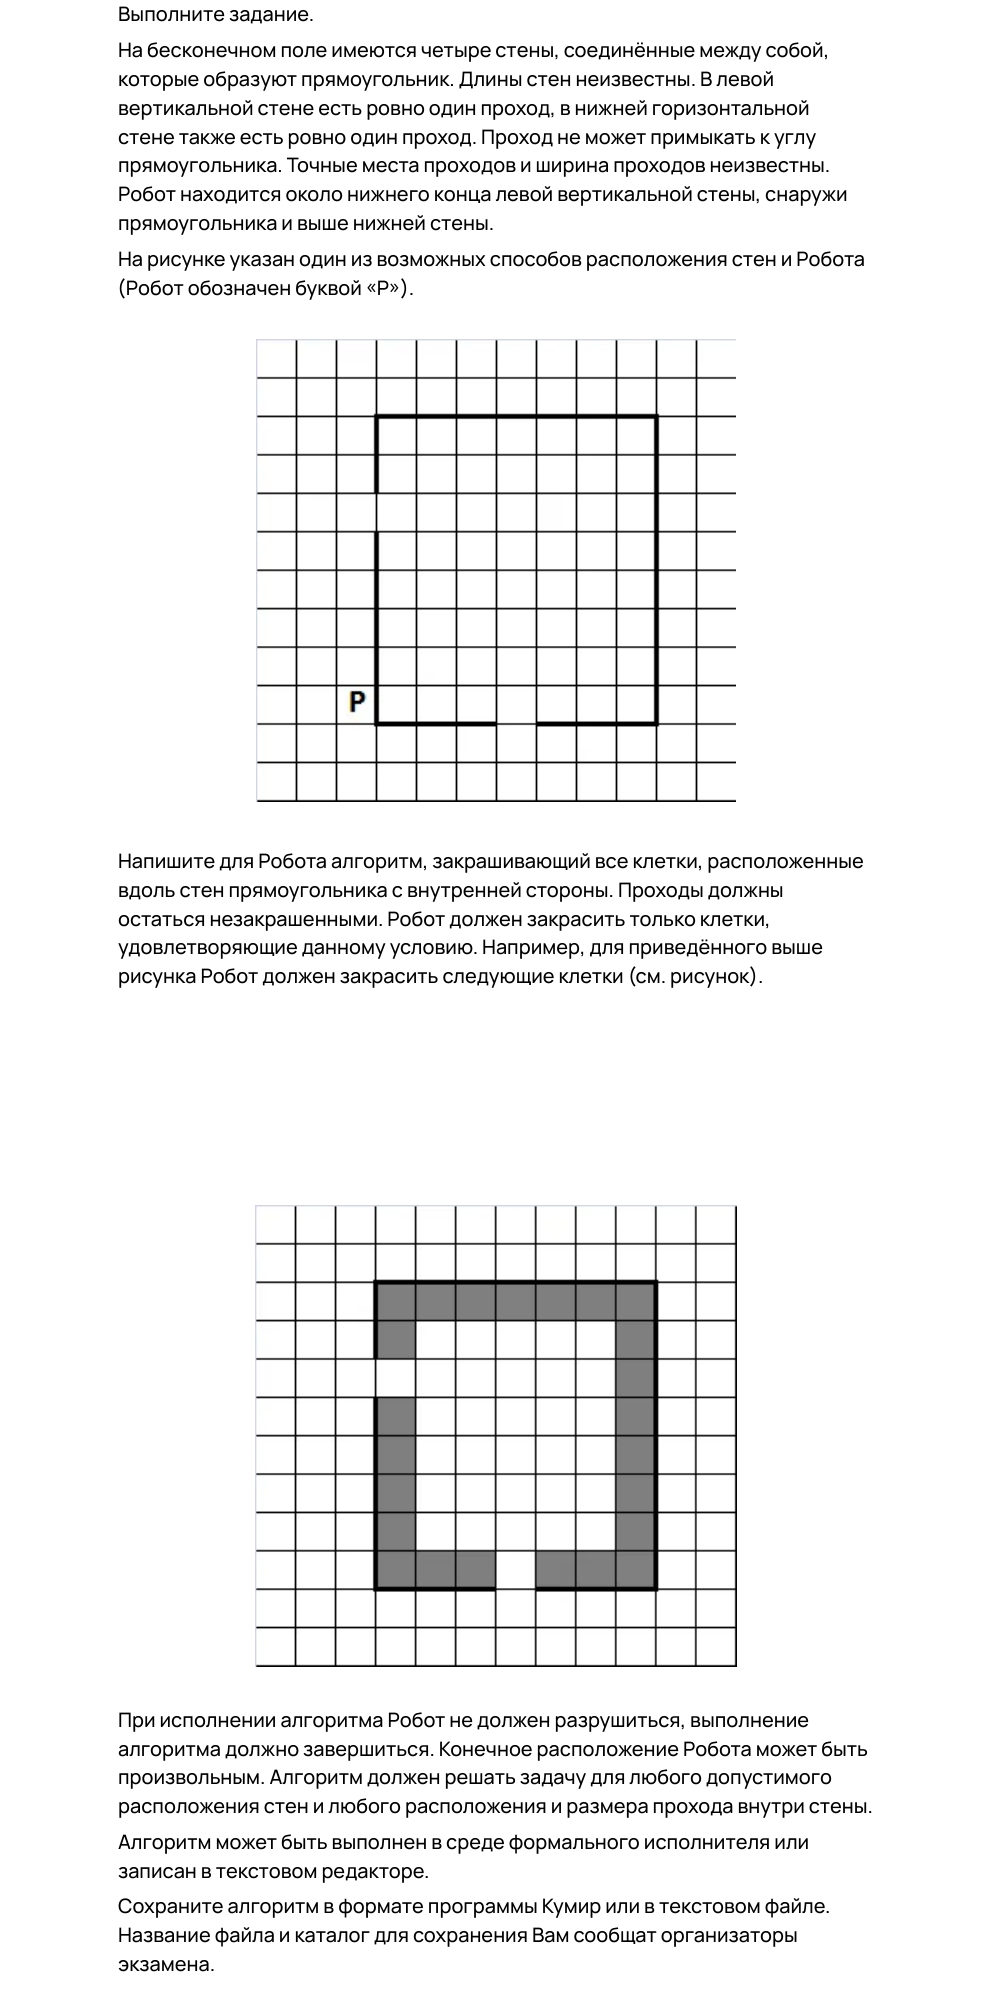 Выполните задание.
На бесконечном поле имеются четыре стены, соединённые между собой,
которые образуют прямоугольник. Длины стен неизвестны. В левой
вертикальной стене есть ровно один проход, в нижней горизонтальной
стене также есть ровно один проход. Проход не может примыкать к углу
прямоугольника. Точные места проходов и ширина проходов неизвестны.
Робот находится около нижнего конца левой вертикальной стены, снаружи
прямоугольника и выше нижней стены.
На рисунке указан один из возможных способов расположения стен и Робота
(Робот обозначен буквой «Р»).
Р
Напишите для Робота алгоритм, закрашивающий все клетки, расположенные
вдоль стен прямоугольника с внутренней стороны. Проходы должны
остаться незакрашенными. Робот должен закрасить только клетки,
удовлетворяющие данному условию. Например, для приведённого выше
рисунка Робот должен закрасить следующие клетки (см. рисунок).
При исполнении алгоритма Робот не должен разрушиться, выполнение
алгоритма должно завершиться. Конечное расположение Робота может быть
произвольным. Алгоритм должен решать задачу для любого допустимого
расположения стен и любого расположения и размера прохода внутри стены.
Алгоритм может быть выполнен в среде формального исполнителя или
записан в текстовом редакторе.
Сохраните алгоритм в формате программы Кумир или в текстовом файле.
Название файла и каталог для сохранения Вам сообщат организаторы
экзамена.